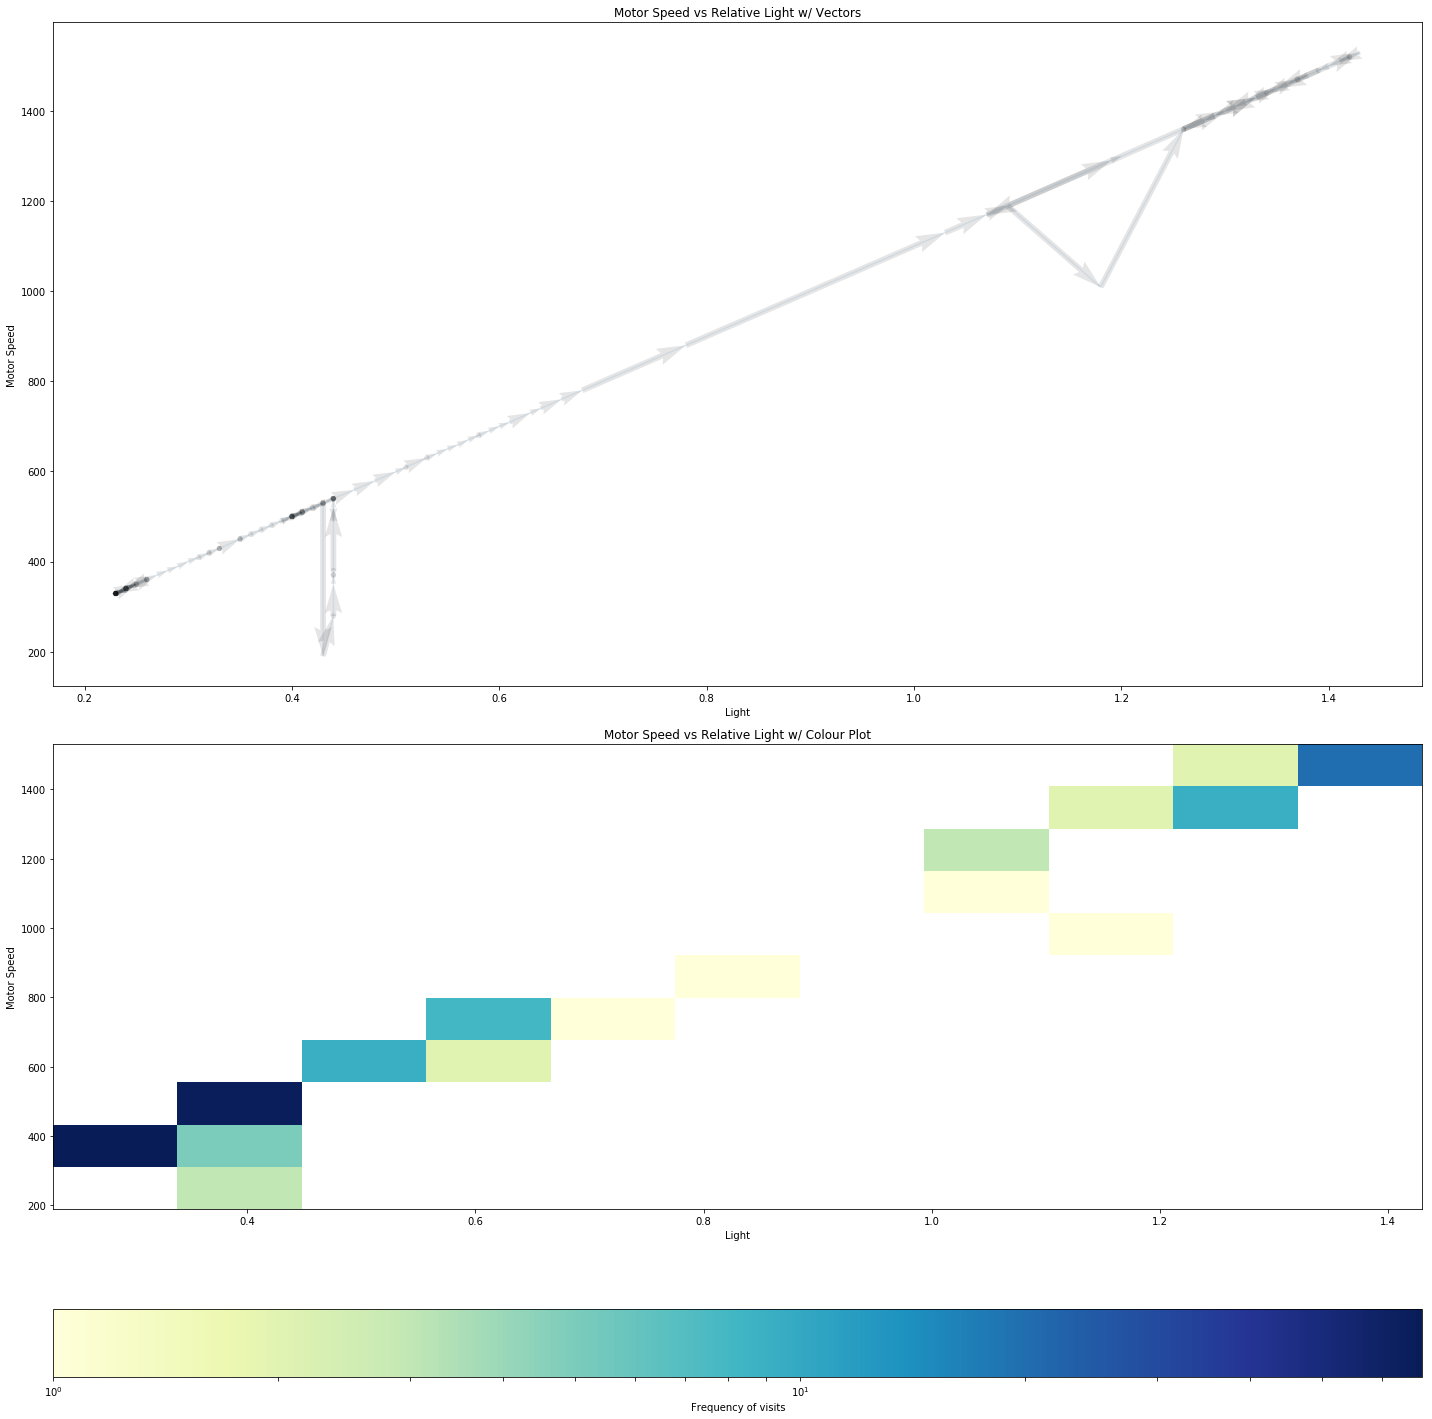 Motor Speed vs Relative Light w/ Vectors
1400
1200
1000
800
600
400
200
Motor Speed
0.2 0.4 0.6 0.8 1.0 1.2 1.4
Light
Motor Speed vs Relative Light w/ Colour Plot
1400
1200
1000
800
600
400
200
Motor Speed
0.4 0.6 0.8 1.0 1.2 1.4
Light
10⁰ 10¹
Frequency of visits